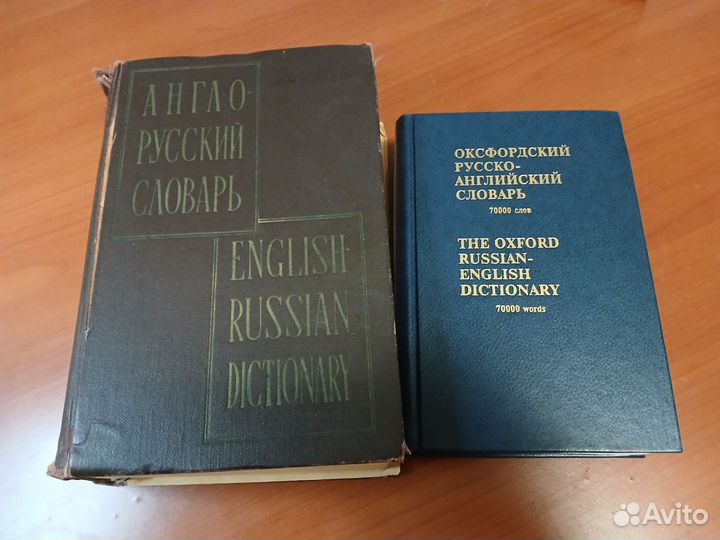 АНГЛО-
РУССКИЙ
СЛОВАРЬ
ENGLISH-
RUSSIAN
DICTIONARY
ОКСФОРДСКИЙ
РУССКО-
АНГЛИЙСКИЙ
СЛОВАРЬ
70000 слов
THE OXFORD
RUSSIAN-
ENGLISH
DICTIONARY
70000 words
Avito